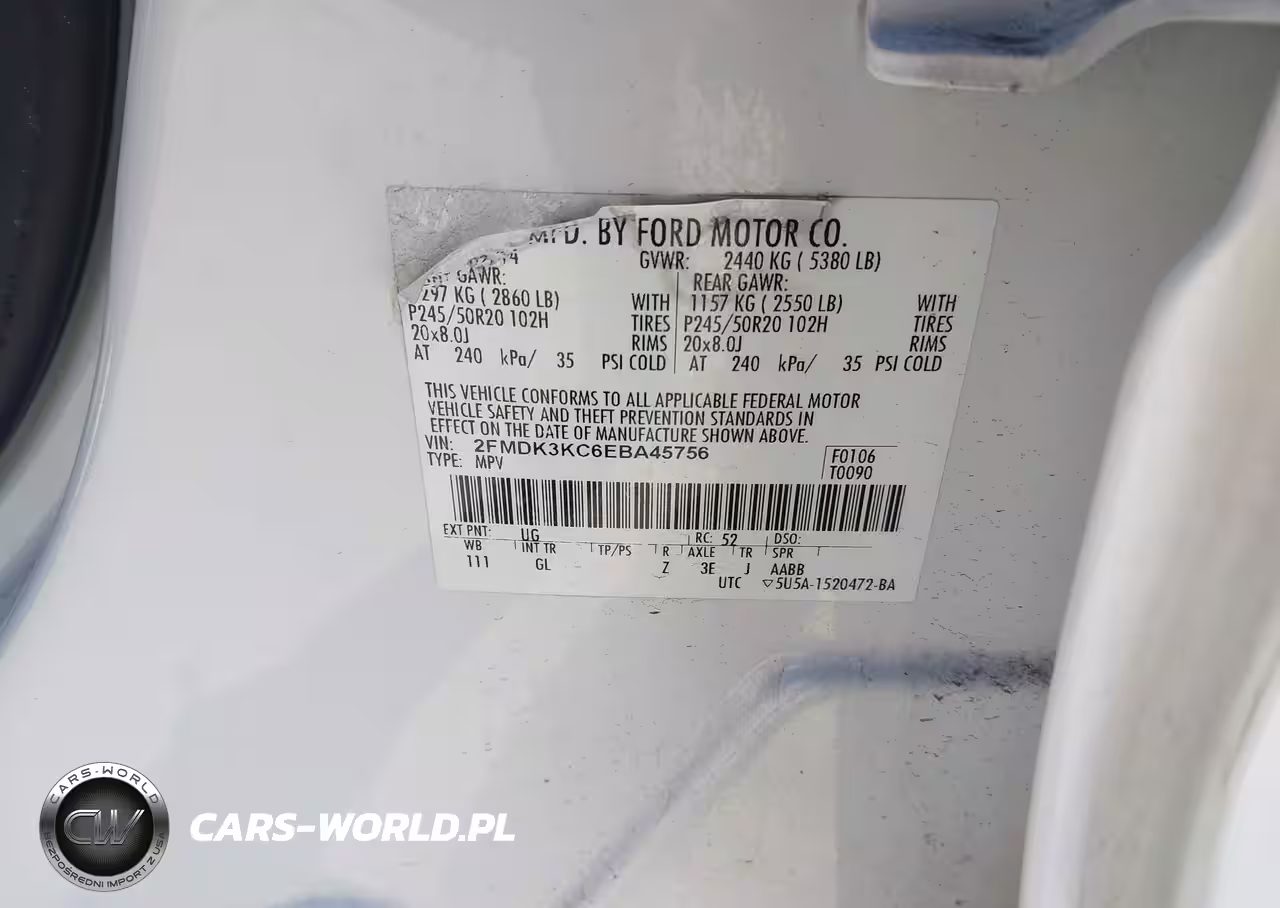 MFD. BY FORD MOTOR CO.
GVWR: 2440 KG ( 5380 LB)
GAWR: REAR GAWR:
297 KG ( 2860 LB) WITH 1157 KG ( 2550 LB) WITH
P245/50R20 102H TIRES P245/50R20 102H TIRES
20x8.0J RIMS 20x8.0J RIMS
AT 240 kPa/ 35 PSI COLD AT 240 kPa/ 35 PSI COLD
THIS VEHICLE CONFORMS TO ALL APPLICABLE FEDERAL MOTOR
VEHICLE SAFETY AND THEFT PREVENTION STANDARDS IN
EFFECT ON THE DATE OF MANUFACTURE SHOWN ABOVE.
VIN: 2FMDK3KC6EBA45756
TYPE: MPV
F0106
T0090
EXT PNT: UG RC: 52 DSO:
WB INT TR TP/PS R AXLE TR SPR
111 GL Z 3E J AABB
UTC ▽5U5A-1520472-BA
CARS-WORLD
CW
BEZPOŚREDNI IMPORT Z USA
CARS-WORLD.PL